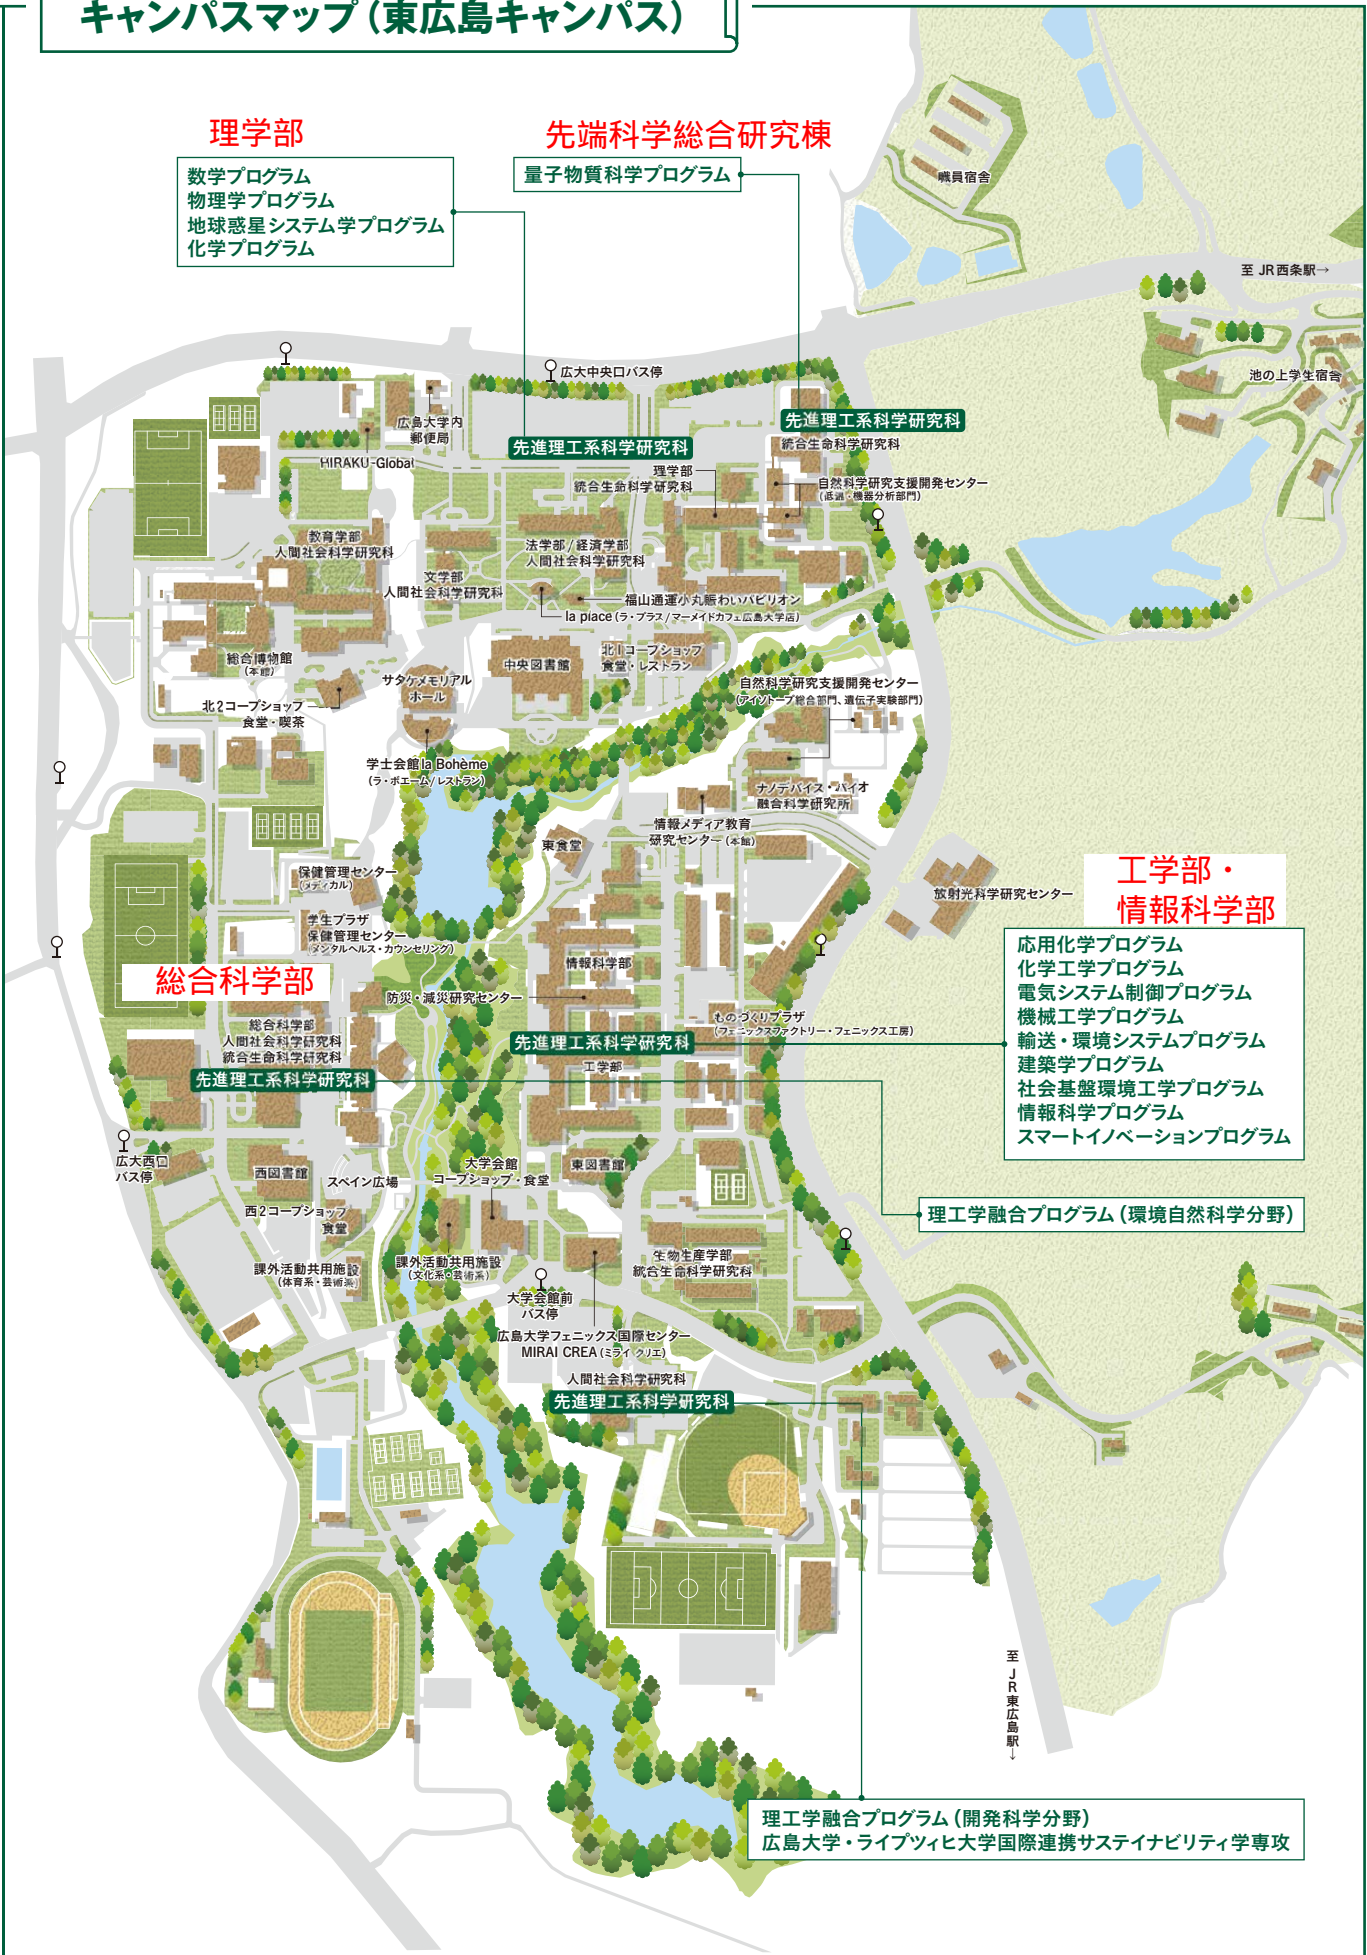 キャンパスマップ（東広島キャンパス）
理学部
数学プログラム
物理学プログラム
地球惑星システム学プログラム
化学プログラム
先端科学総合研究棟
量子物質科学プログラム
職員宿舎
至 JR西条駅→
池の上学生宿舎
広大中央口バス停
広島大学内
郵便局
HIRAKU-Global
先進理工系科学研究科
先進理工系科学研究科
統合生命科学研究科
理学部
統合生命科学研究科
自然科学研究支援開発センター
（低温・機器分析部門）
教育学部
人間社会科学研究科
法学部/経済学部
人間社会科学研究科
文学部
人間社会科学研究科
福山通運小丸賑わいパビリオン
la place（ラ・プラス/マーメイドカフェ広島大学店）
総合博物館
（本館）
サタケメモリアル
ホール
中央図書館
北1コープショップ
食堂・レストラン
北2コープショップ
食堂・喫茶
自然科学研究支援開発センター
（アイソトープ総合部門、遺伝子実験部門）
学士会館la Bohème
（ラ・ボエーム/レストラン）
ナノデバイス・バイオ
融合科学研究所
情報メディア教育
研究センター（本館）
東食堂
保健管理センター
（メディカル）
放射光科学研究センター
工学部・
情報科学部
学生プラザ
保健管理センター
（メンタルヘルス・カウンセリング）
総合科学部
情報科学部
防災・減災研究センター
ものづくりプラザ
（フェニックスファクトリー・フェニックス工房）
応用化学プログラム
化学工学プログラム
電気システム制御プログラム
機械工学プログラム
輸送・環境システムプログラム
建築学プログラム
社会基盤環境工学プログラム
情報科学プログラム
スマートイノベーションプログラム
総合科学部
人間社会科学研究科
統合生命科学研究科
先進理工系科学研究科
先進理工系科学研究科
工学部
広大西口
バス停
西図書館
スペイン広場
大学会館
コープショップ・食堂
東図書館
西2コープショップ
食堂
理工学融合プログラム（環境自然科学分野）
課外活動共用施設
（体育系・芸術系）
課外活動共用施設
（文化系・芸術系）
生物生産学部
統合生命科学研究科
大学会館前
バス停
広島大学フェニックス国際センター
MIRAI CREA（ミライ クリエ）
人間社会科学研究科
先進理工系科学研究科
至JR東広島駅→
理工学融合プログラム（開発科学分野）
広島大学・ライプツィヒ大学国際連携サステイナビリティ学専攻